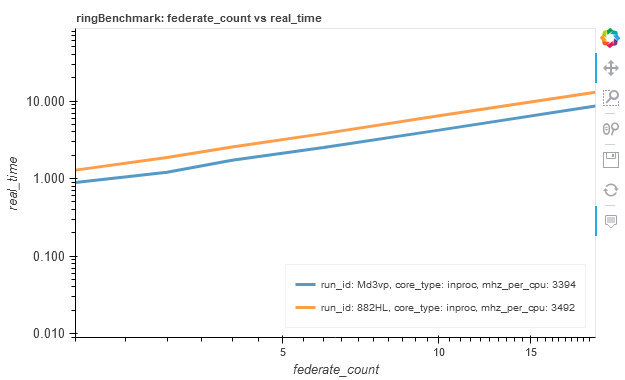 ringBenchmark: federate_count vs real_time
real_time
10.000
1.000
0.100
0.010
run_id: Md3vp, core_type: inproc, mhz_per_cpu: 3394
run_id: 882HL, core_type: inproc, mhz_per_cpu: 3492
5
10
15
federate_count